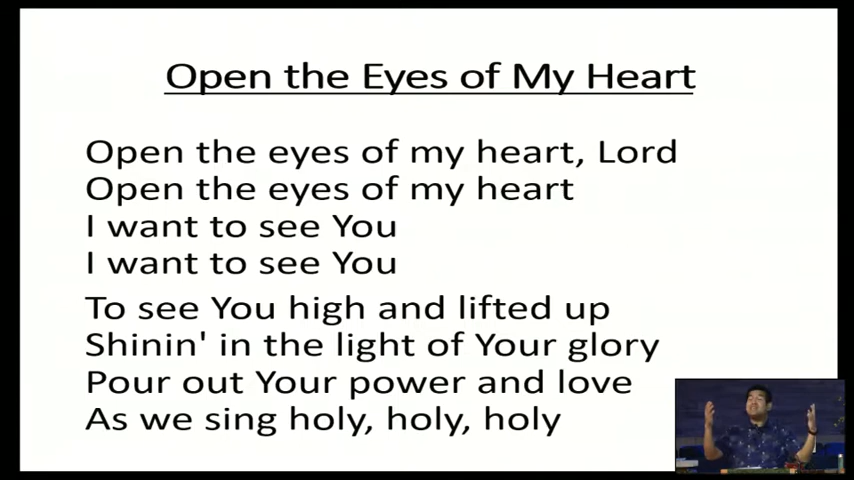 Open the Eyes of My Heart
Open the eyes of my heart, Lord
Open the eyes of my heart
I want to see You
I want to see You
To see You high and lifted up
Shinin' in the light of Your glory
Pour out Your power and love
As we sing holy, holy, holy